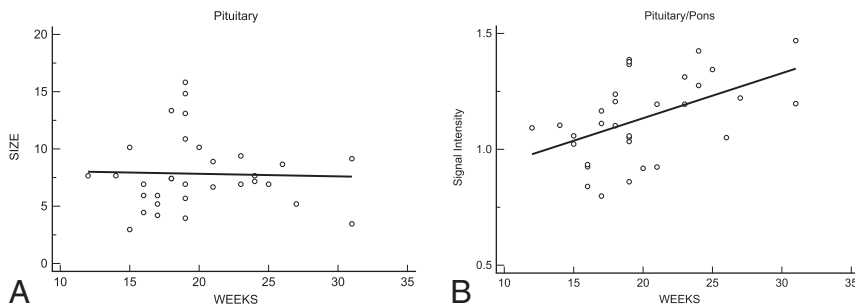 Pituitary
20
15
10
5
0
SIZE
10 15 20 25 30 35
WEEKS
A
Pituitary/Pons
1.5
1.0
0.5
Signal Intensity
10 15 20 25 30 35
WEEKS
B